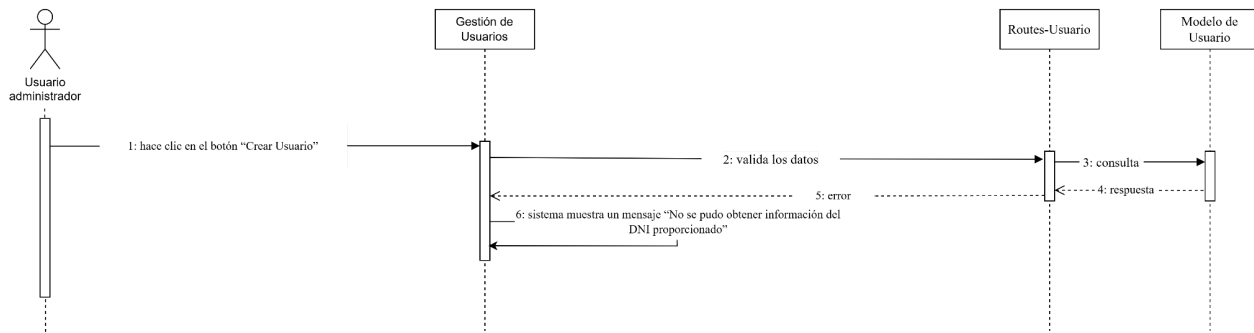 Gestión de
Usuarios
Routes-Usuario
Modelo de
Usuario
Usuario
administrador
1: hace clic en el botón “Crear Usuario”
2: valida los datos
3: consulta
4: respuesta
5: error
6: sistema muestra un mensaje “No se pudo obtener información del
DNI proporcionado”